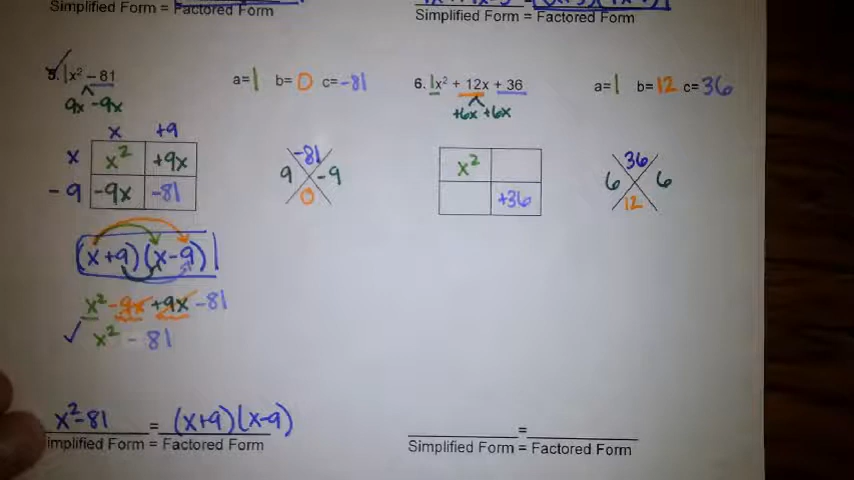 Simplified Form = Factored Form
Simplified Form = Factored Form
5. 1x² - 81
a=1 b=0 c=-81
9x -9x
x +9
x x² +9x
-9 -9x -81
-81
9 -9
0
(x+9)(x-9)
x² -9x +9x -81
✓ x² - 81
x²-81 = (x+9)(x-9)
implified Form = Factored Form
6. 1x² + 12x + 36
a=1 b=12 c=36
+6x +6x
x²
+36
36
6 6
12
=
Simplified Form = Factored Form